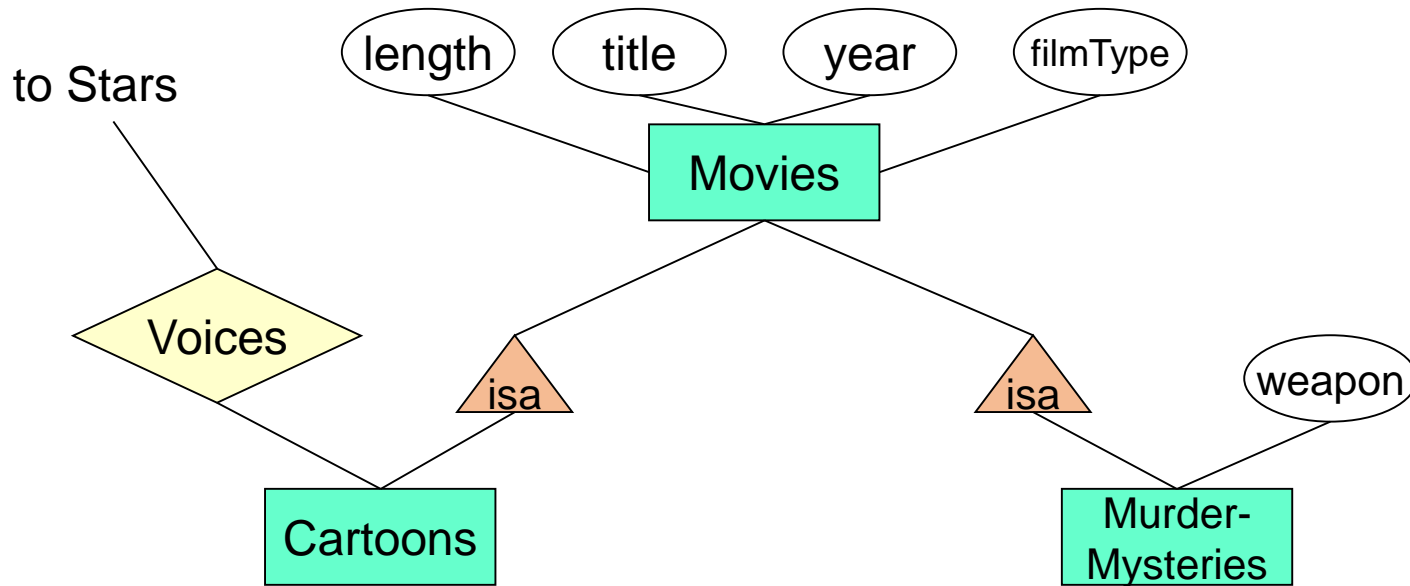 length
title
year
filmType
to Stars
Movies
Voices
isa
isa
weapon
Cartoons
Murder-
Mysteries